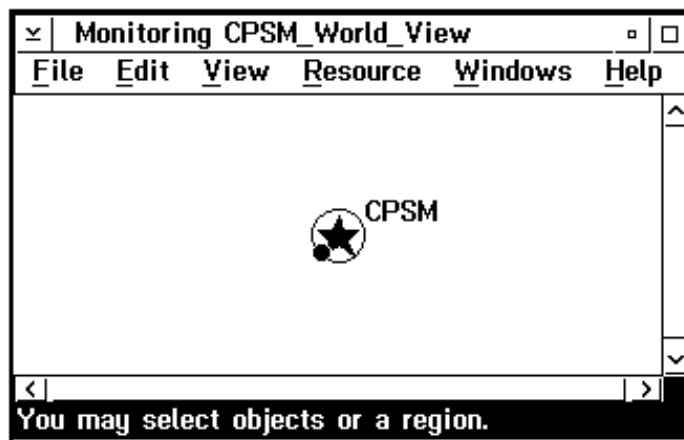 Monitoring CPSM_World_View
File Edit View Resource Windows Help
CPSM
You may select objects or a region.